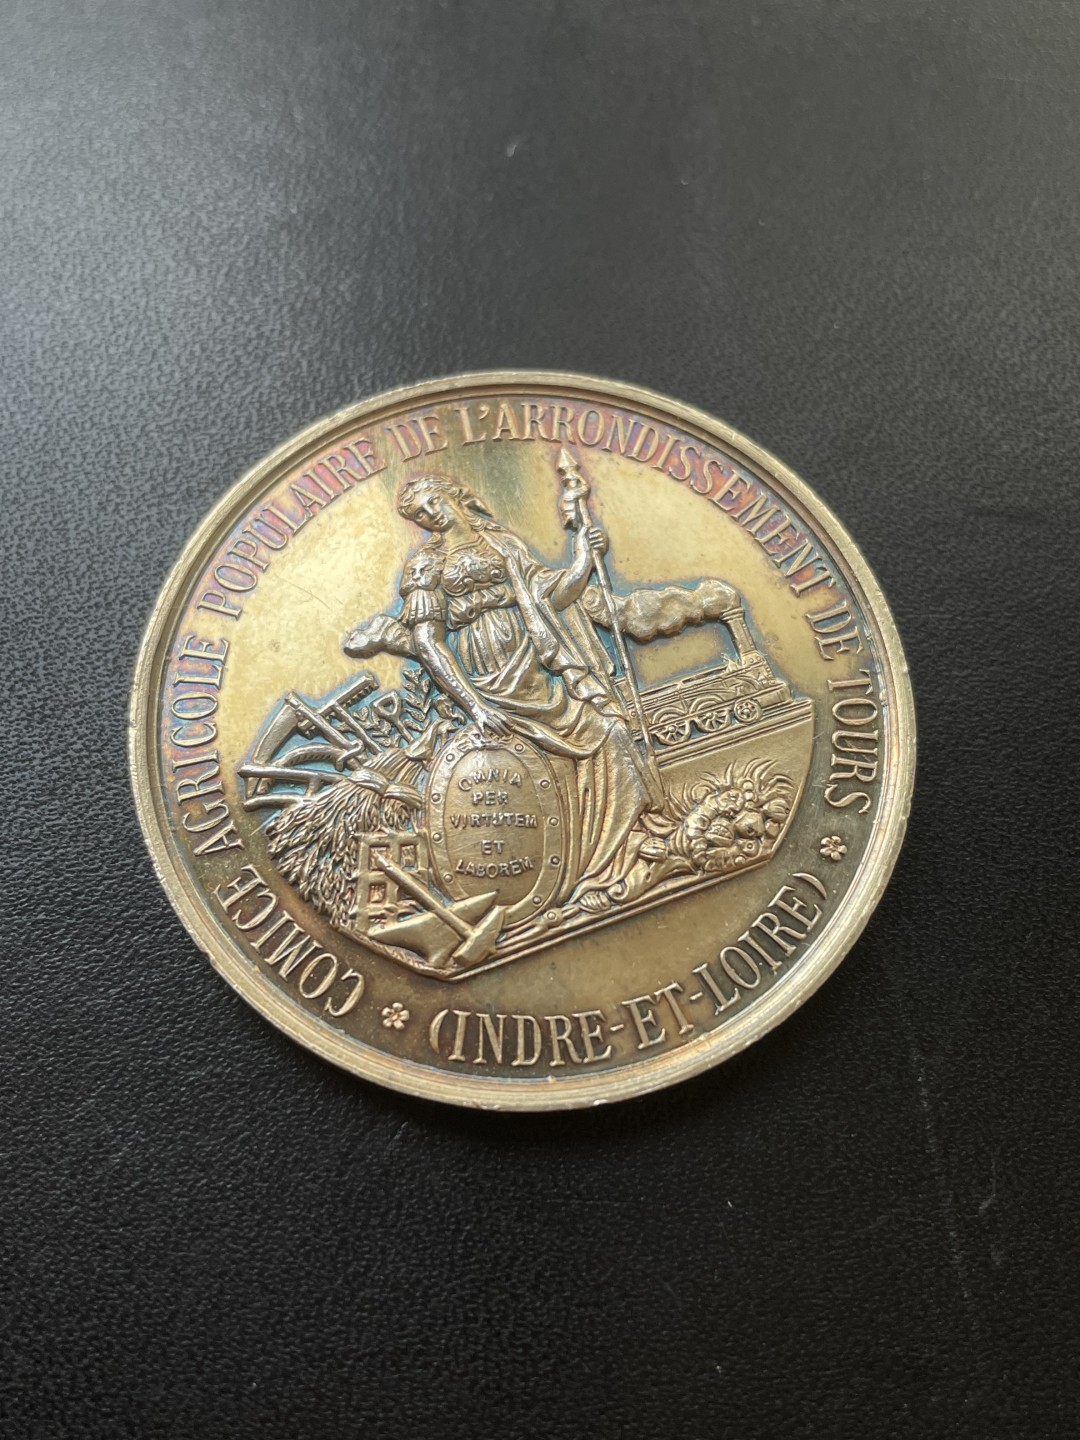 COMICE AGRICOLE POPULAIRE DE L'ARRONDISSEMENT DE TOURS
(INDRE-ET-LOIRE)
OMNIA
PER
VIRTUTEM
ET
LABOREM